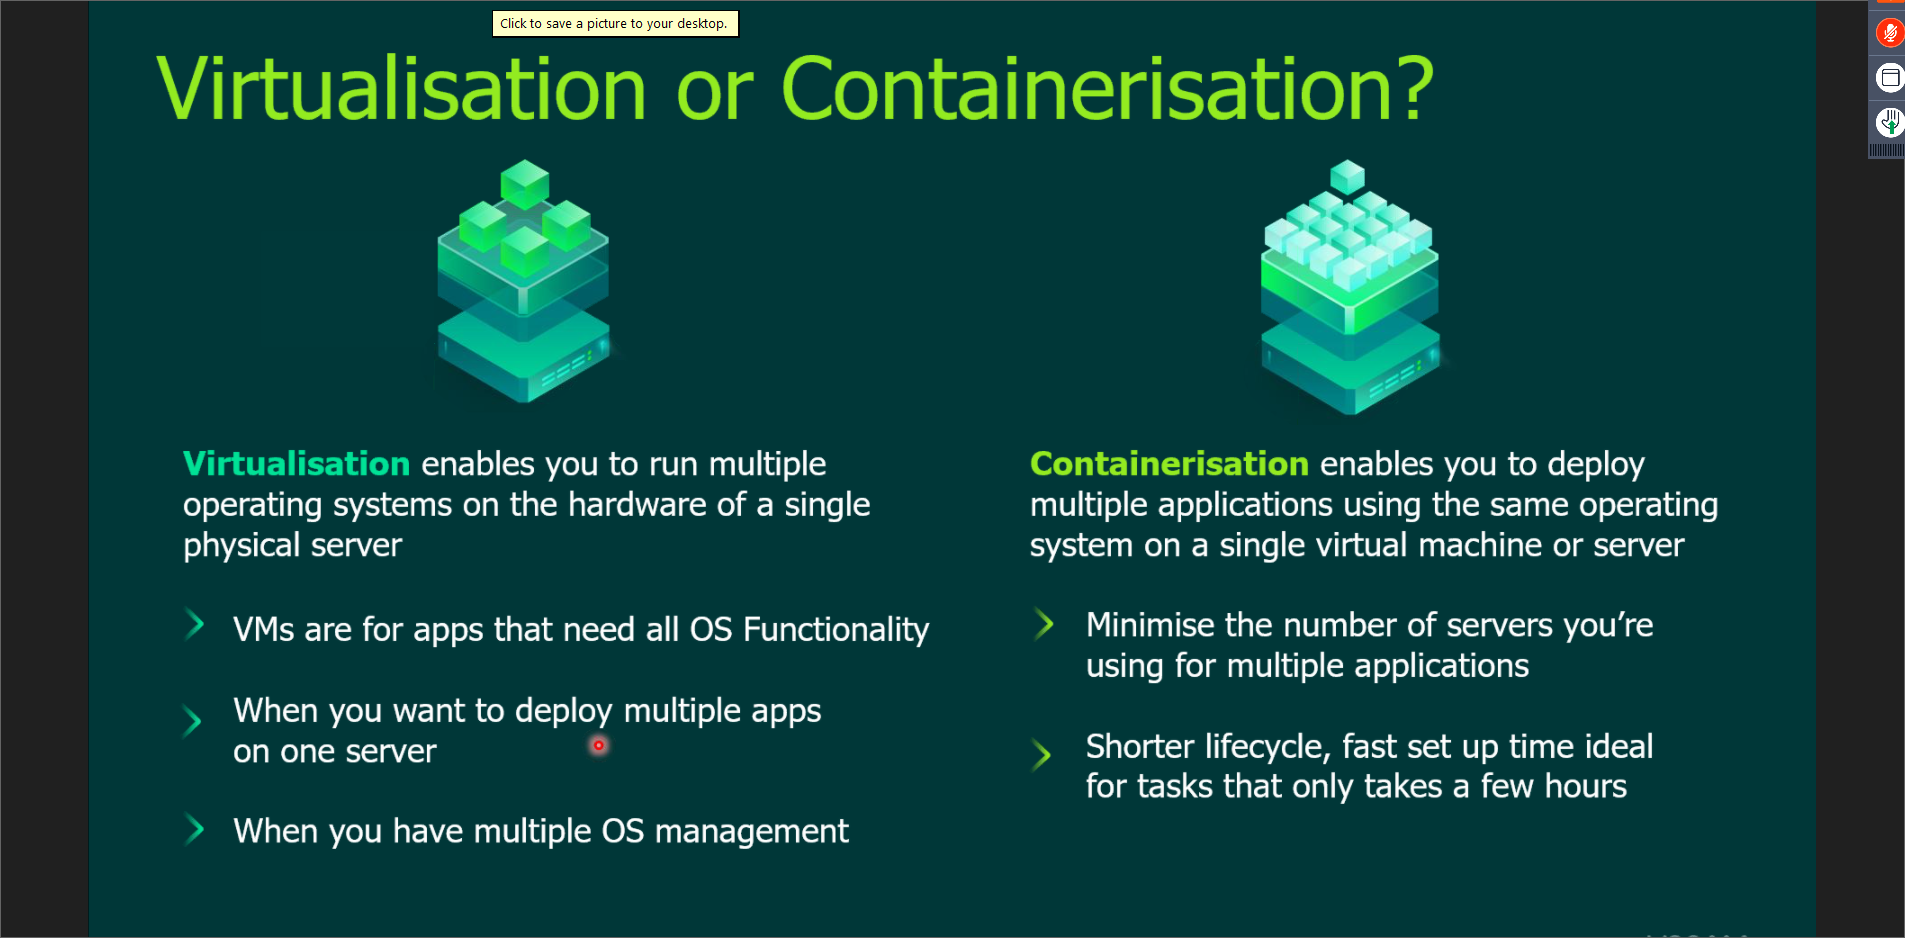 Click to save a picture to your desktop.
Virtualisation or Containerisation?
Virtualisation enables you to run multiple
operating systems on the hardware of a single
physical server
VMs are for apps that need all OS Functionality
When you want to deploy multiple apps
on one server
When you have multiple OS management
Containerisation enables you to deploy
multiple applications using the same operating
system on a single virtual machine or server
Minimise the number of servers you’re
using for multiple applications
Shorter lifecycle, fast set up time ideal
for tasks that only takes a few hours